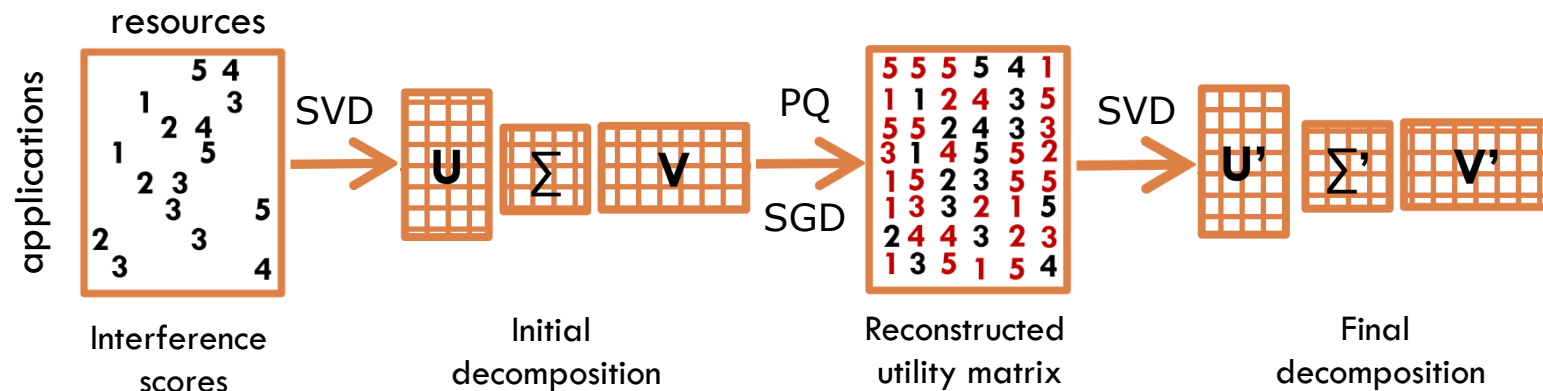 resources
applications
5 4
1 3
2 4
1 5
2 3
3 5
2 3
3 4
Interference
scores
SVD
U
∑
V
Initial
decomposition
PQ
SGD
5 5 5 5 4 1
1 1 2 4 3 5
5 5 2 4 3 3
3 1 4 5 5 2
1 5 2 3 5 5
1 3 3 2 1 5
2 4 4 3 2 3
1 3 5 1 5 4
Reconstructed
utility matrix
SVD
U’
∑’
V’
Final
decomposition